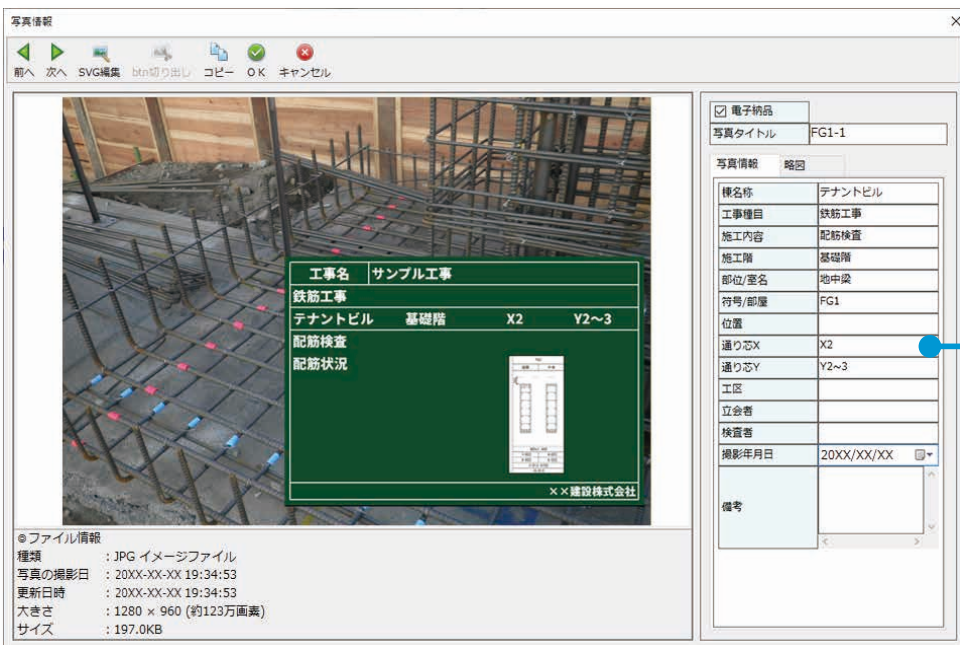 写真情報
前へ 次へ SVG編集 btn切り出し コピー OK キャンセル
電子納品
写真タイトル FG1-1
写真情報 略図
棟名称 テナントビル
工事種目 鉄筋工事
施工内容 配筋検査
施工階 基礎階
部位/室名 地中梁
符号/部屋 FG1
位置
通り芯X X2
通り芯Y Y2~3
工区
立会者
検査者
撮影年月日 20XX/XX/XX
備考
工事名 サンプル工事
鉄筋工事
テナントビル 基礎階 X2 Y2~3
配筋検査
配筋状況
××建設株式会社
◎ファイル情報
種類 : JPG イメージファイル
写真の撮影日 : 20XX-XX-XX 19:34:53
更新日時 : 20XX-XX-XX 19:34:53
大きさ : 1280 × 960 (約123万画素)
サイズ : 197.0KB